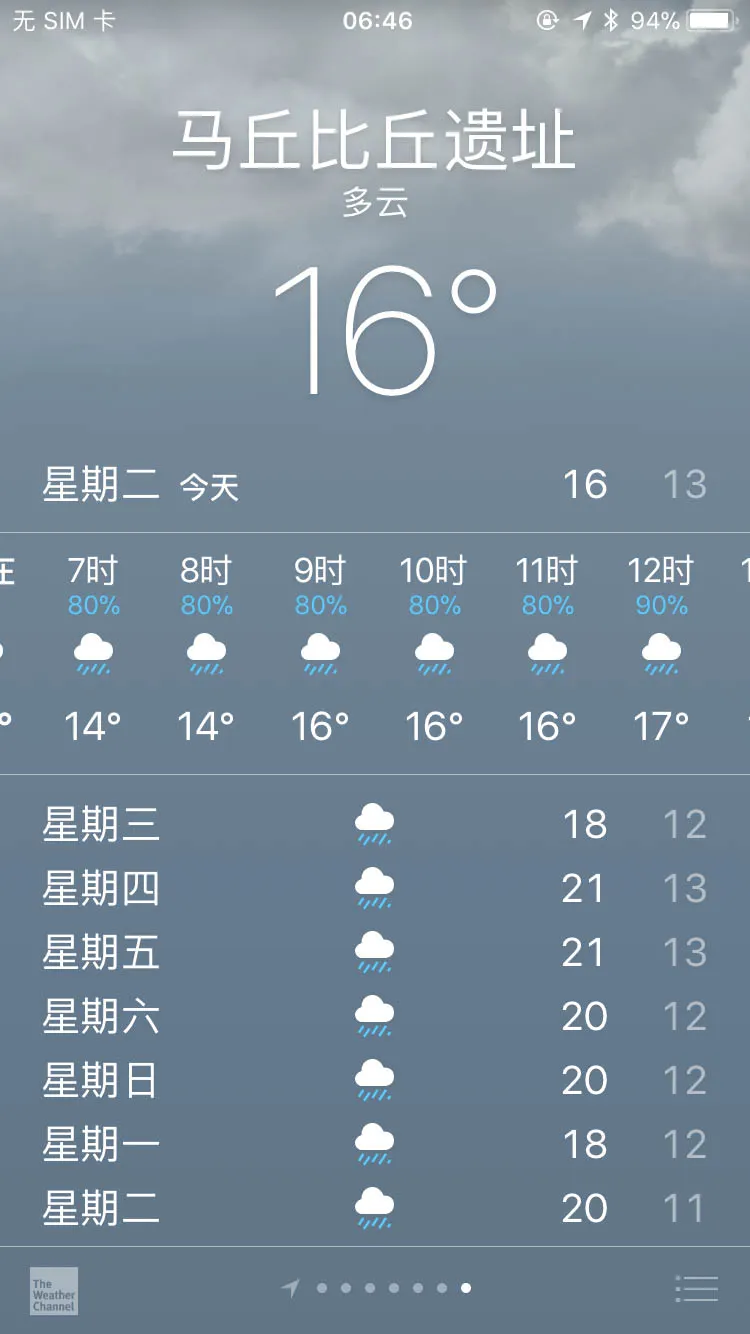 无 SIM 卡 06:46 94%
马丘比丘遗址
多云
16°
星期二 今天 16 13
7时 8时 9时 10时 11时 12时
80% 80% 80% 80% 80% 90%
14° 14° 16° 16° 16° 17°
星期三 18 12
星期四 21 13
星期五 21 13
星期六 20 12
星期日 20 12
星期一 18 12
星期二 20 11
The
Weather
Channel